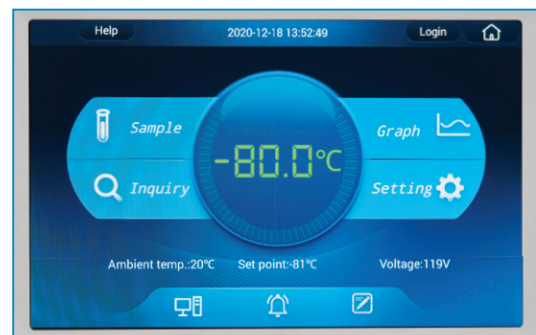 Help
2020-12-18 13:52:49
Login
Sample
Graph
-80.0°C
Inquiry
Setting
Ambient temp.:20°C
Set point:-81°C
Voltage:119V